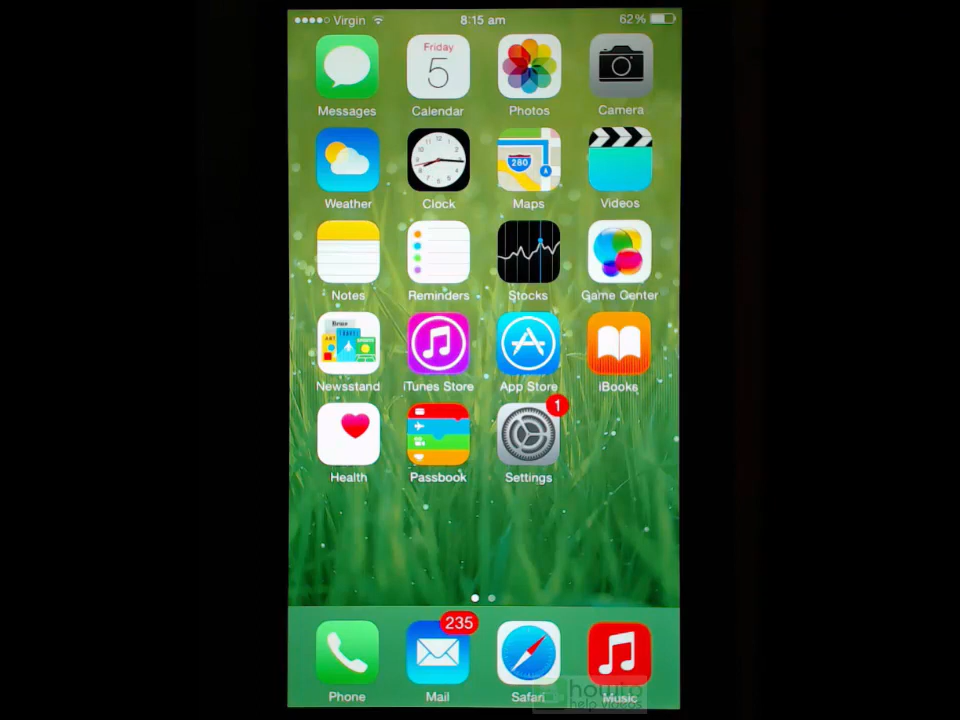 Virgin 8:15 am 62%
Friday
5
Messages Calendar Photos Camera
280
Weather Clock Maps Videos
Notes Reminders Stocks Game Center
Newsstand iTunes Store App Store iBooks
1
Health Passbook Settings
235
Phone Mail Safari Music
howto
help videos